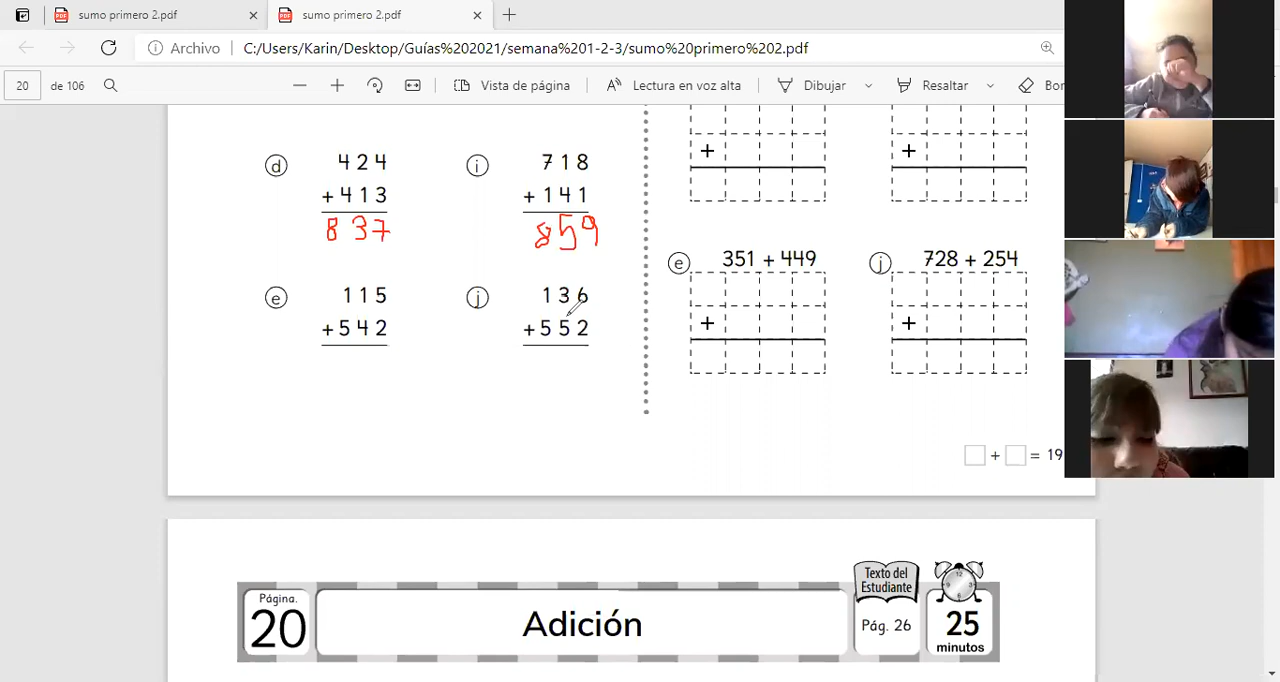 sumo primero 2.pdf
sumo primero 2.pdf
Archivo C:/Users/Karin/Desktop/Guías%202021/semana%201-2-3/sumo%20primero%202.pdf
20 de 106 Vista de página Lectura en voz alta Dibujar Resaltar Bor
d 424 + 413 837
i 718 + 141 859
+
+
e 115 + 542
j 136 + 552
e 351 + 449
+
j 728 + 254
+
+ = 19
Página. 20
Adición
Texto del Estudiante
Pág. 26
25 minutos